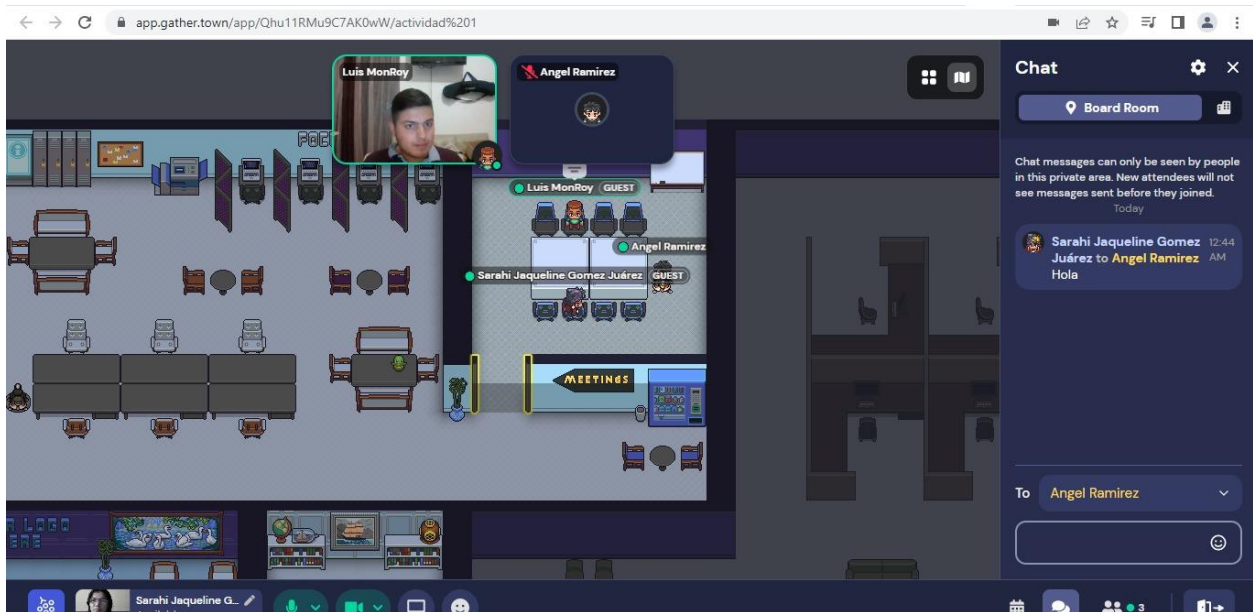 app.gather.town/app/Qhu11RMu9C7AK0wW/actividad%201
Luis MonRoy
Angel Ramirez
Chat
Board Room
Chat messages can only be seen by people
in this private area. New attendees will not
see messages sent before they joined.
Today
Sarahi Jaqueline Gomez 12:44
Juárez to Angel Ramirez AM
Hola
Luis MonRoy GUEST
Angel Ramirez
Sarahi Jaqueline Gomez Juárez GUEST
MEETINGS
To Angel Ramirez
Sarahi Jaqueline G...
3